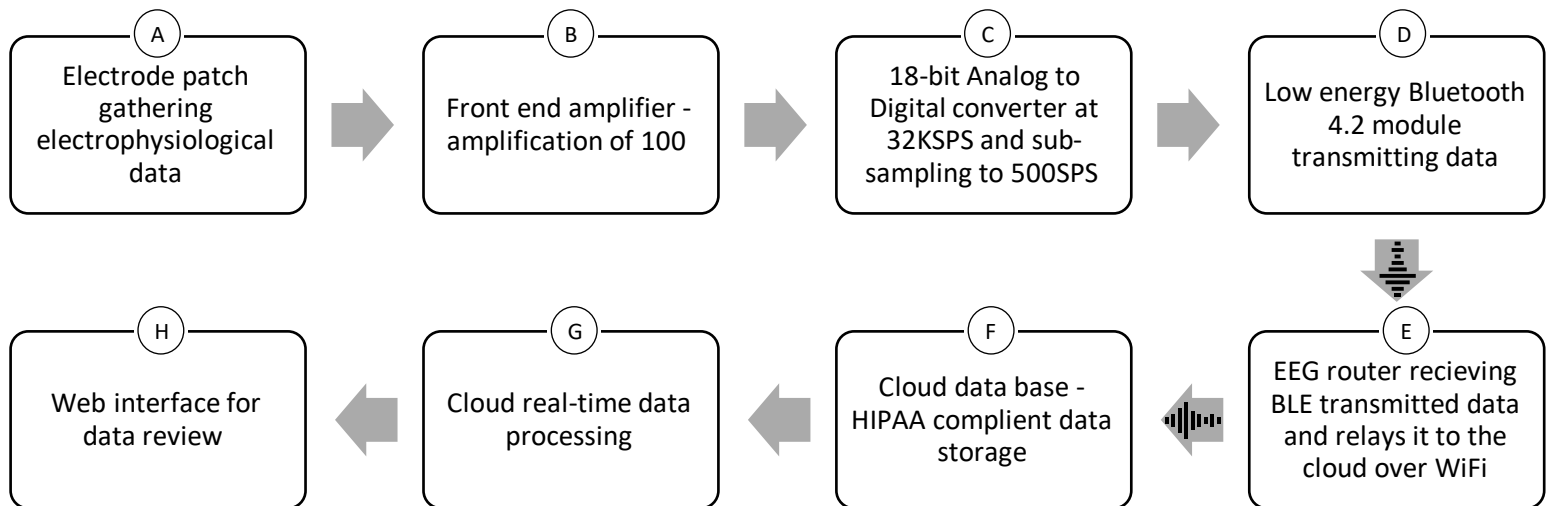 A
Electrode patch
gathering
electrophysiological
data
B
Front end amplifier -
amplification of 100
C
18-bit Analog to
Digital converter at
32KSPS and sub-
sampling to 500SPS
D
Low energy Bluetooth
4.2 module
transmitting data
E
EEG router recieving
BLE transmitted data
and relays it to the
cloud over WiFi
F
Cloud data base -
HIPAA complient data
storage
G
Cloud real-time data
processing
H
Web interface for
data review